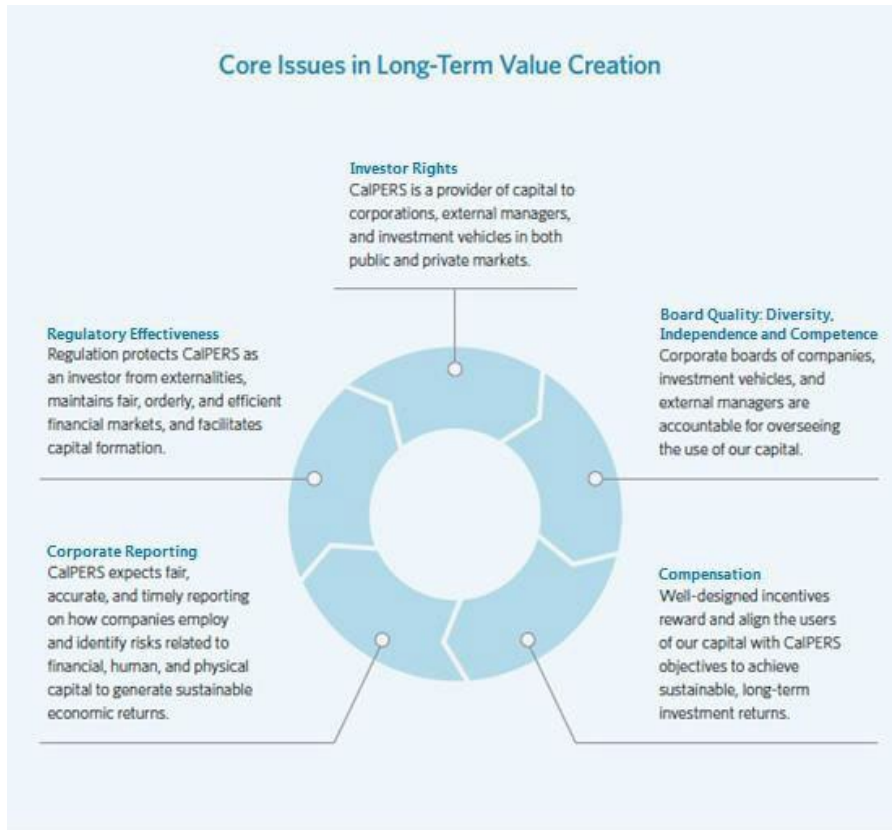 Core Issues in Long-Term Value Creation
Investor Rights
CalPERS is a provider of capital to
corporations, external managers,
and investment vehicles in both
public and private markets.
Board Quality: Diversity,
Independence and Competence
Corporate boards of companies,
investment vehicles, and
external managers are
accountable for overseeing
the use of our capital.
Compensation
Well-designed incentives
reward and align the users
of our capital with CalPERS
objectives to achieve
sustainable, long-term
investment returns.
Corporate Reporting
CalPERS expects fair,
accurate, and timely reporting
on how companies employ
and identify risks related to
financial, human, and physical
capital to generate sustainable
economic returns.
Regulatory Effectiveness
Regulation protects CalPERS as
an investor from externalities,
maintains fair, orderly, and efficient
financial markets, and facilitates
capital formation.